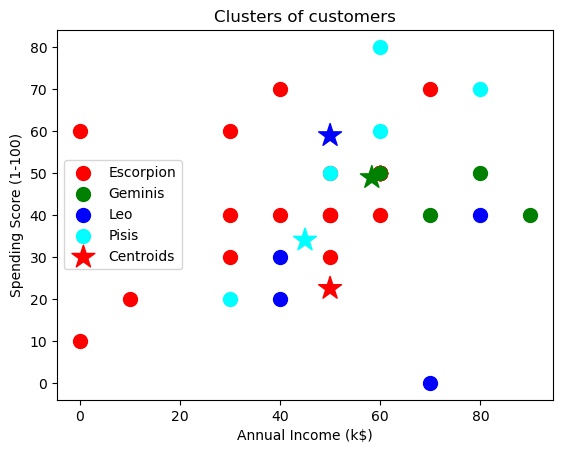 Clusters of customers
80
70
60
50
40
30
20
10
0
Spending Score (1-100)
Escorpion
Geminis
Leo
Pisis
Centroids
0
20
40
60
80
Annual Income (k$)